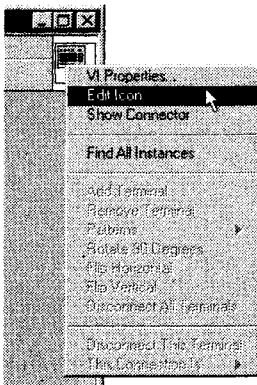 VI Properties...
Edit Icon
Show Connector
Find All Instances
Add Terminal
Remove Terminal
Patterns
Rotate 90 Degrees
Flip Horizontal
Flip Vertical
Disconnect All Terminals
Disconnect This Terminal
This Connection Is